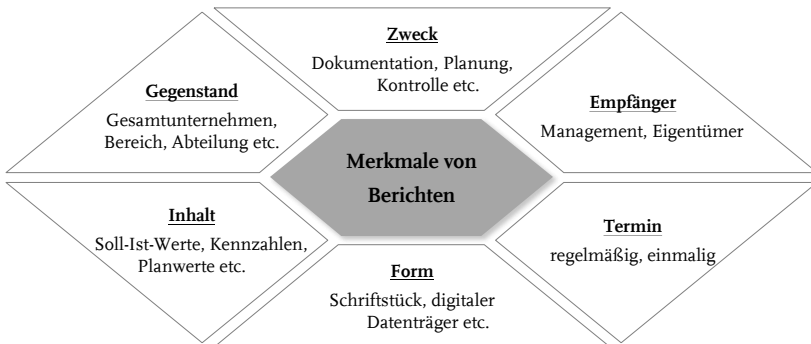 Zweck
Dokumentation, Planung,
Kontrolle etc.
Gegenstand
Gesamtunternehmen,
Bereich, Abteilung etc.
Empfänger
Management, Eigentümer
Merkmale von
Berichten
Inhalt
Soll-Ist-Werte, Kennzahlen,
Planwerte etc.
Termin
regelmäßig, einmalig
Form
Schriftstück, digitaler
Datenträger etc.